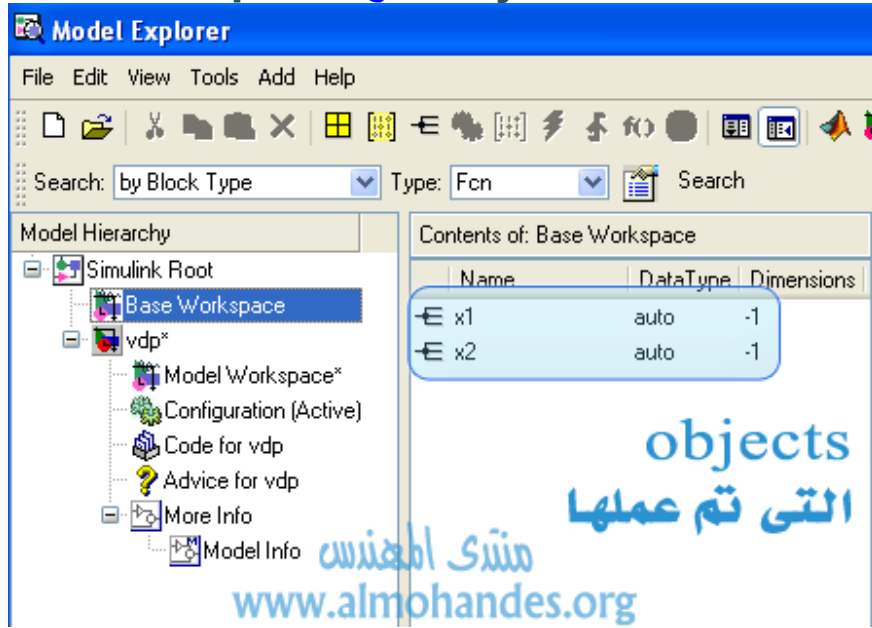 Model Explorer
File Edit View Tools Add Help
Search: by Block Type Type: Fcn Search
Model Hierarchy
Simulink Root
Base Workspace
vdp*
Model Workspace*
Configuration (Active)
Code for vdp
Advice for vdp
More Info
Model Info
Contents of: Base Workspace
Name DataType Dimensions
x1 auto -1
x2 auto -1
objects
التى تم عملها
منتدى المهندس
www.almohandes.org